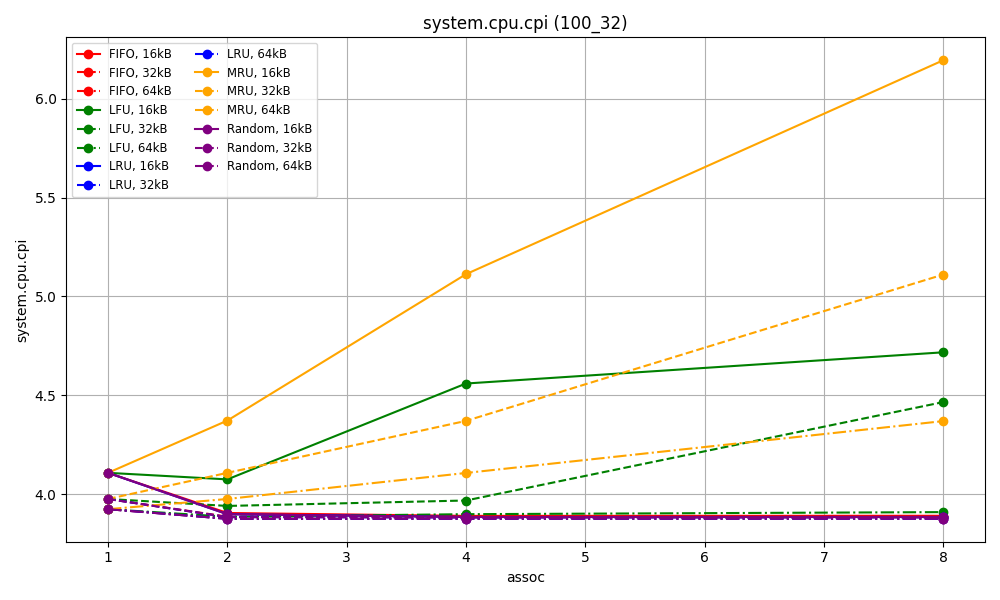 system.cpu.cpi (100_32)
FIFO, 16kB
FIFO, 32kB
FIFO, 64kB
LFU, 16kB
LFU, 32kB
LFU, 64kB
LRU, 16kB
LRU, 32kB
LRU, 64kB
MRU, 16kB
MRU, 32kB
MRU, 64kB
Random, 16kB
Random, 32kB
Random, 64kB
system.cpu.cpi
6.0
5.5
5.0
4.5
4.0
1 2 3 4 5 6 7 8
assoc